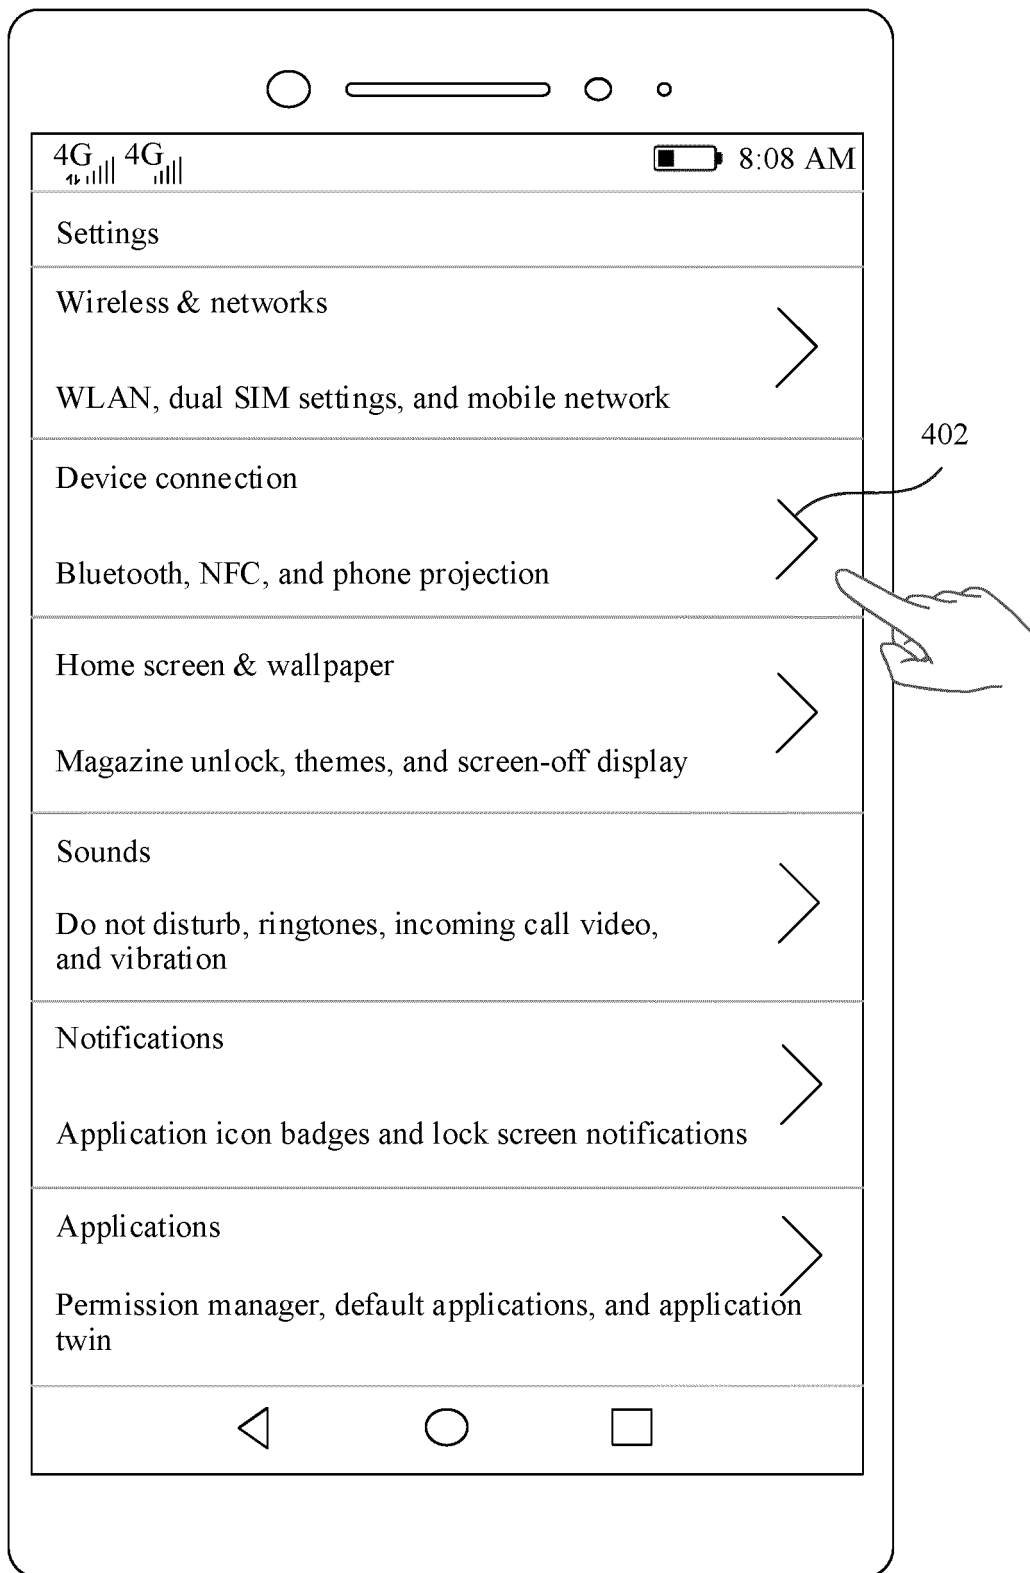 4G 4G 8:08 AM
Settings
Wireless & networks
WLAN, dual SIM settings, and mobile network
402
Device connection
Bluetooth, NFC, and phone projection
Home screen & wallpaper
Magazine unlock, themes, and screen-off display
Sounds
Do not disturb, ringtones, incoming call video,
and vibration
Notifications
Application icon badges and lock screen notifications
Applications
Permission manager, default applications, and application
twin